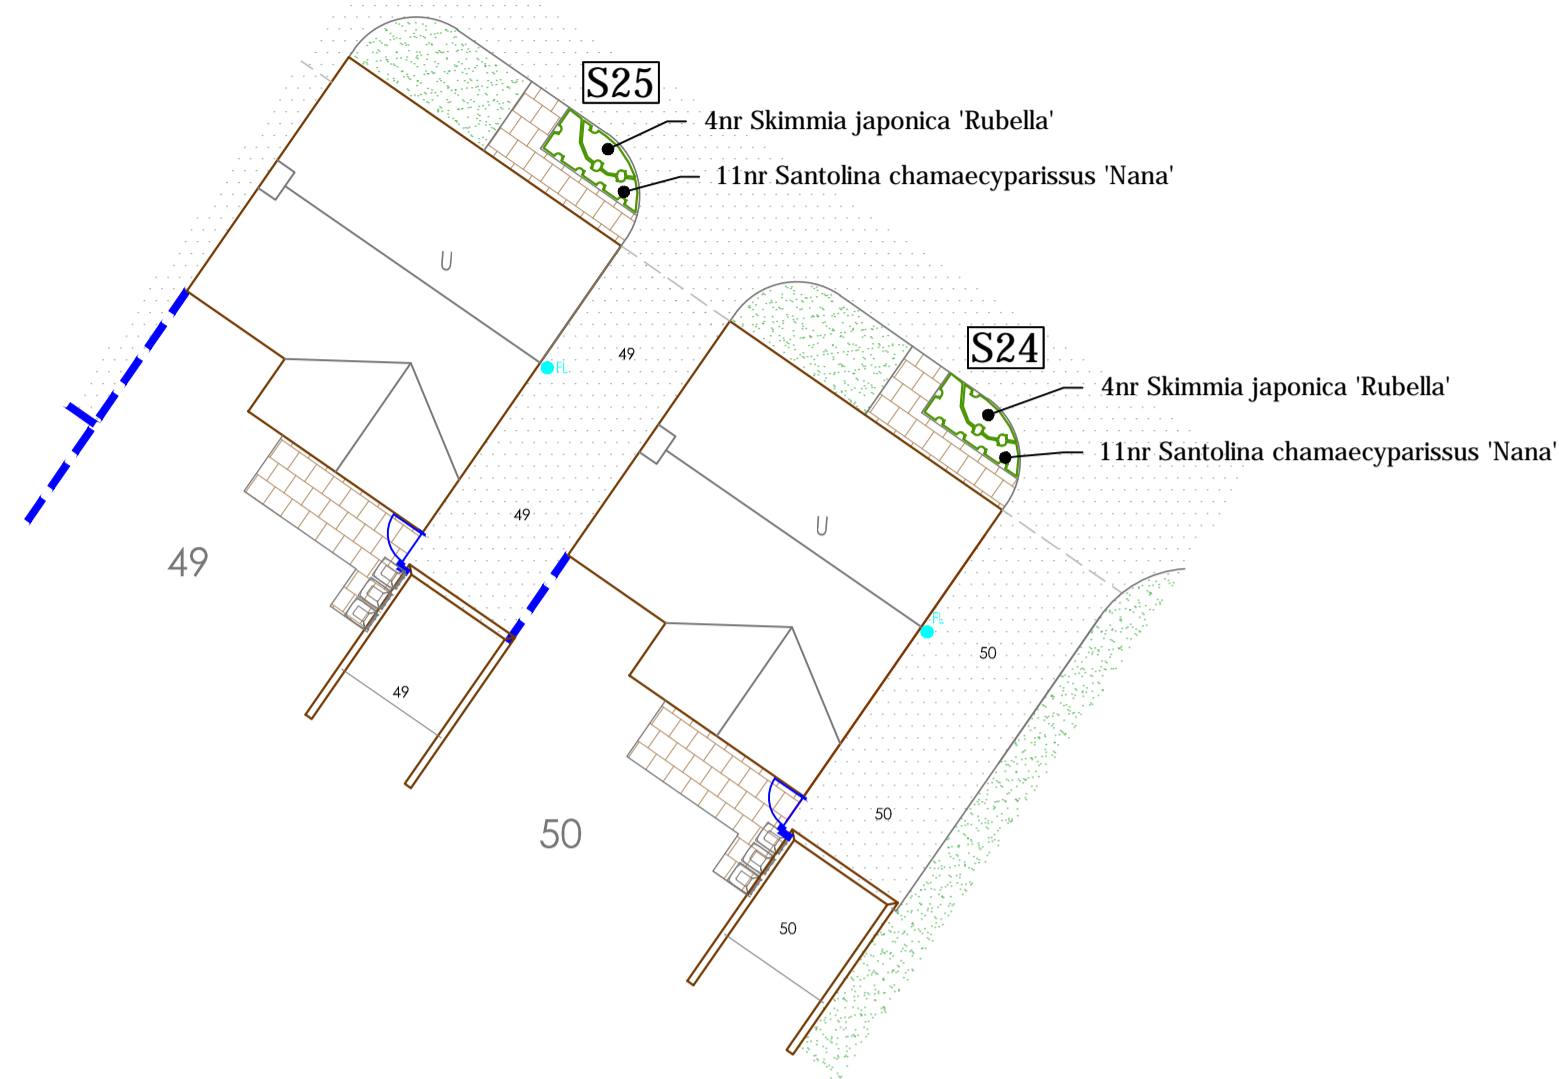 S25
4nr Skimmia japonica 'Rubella'
11nr Santolina chamaecyparissus 'Nana'
U
49
FL
S24
4nr Skimmia japonica 'Rubella'
11nr Santolina chamaecyparissus 'Nana'
49
U
49
FL
50
49
50
50
50